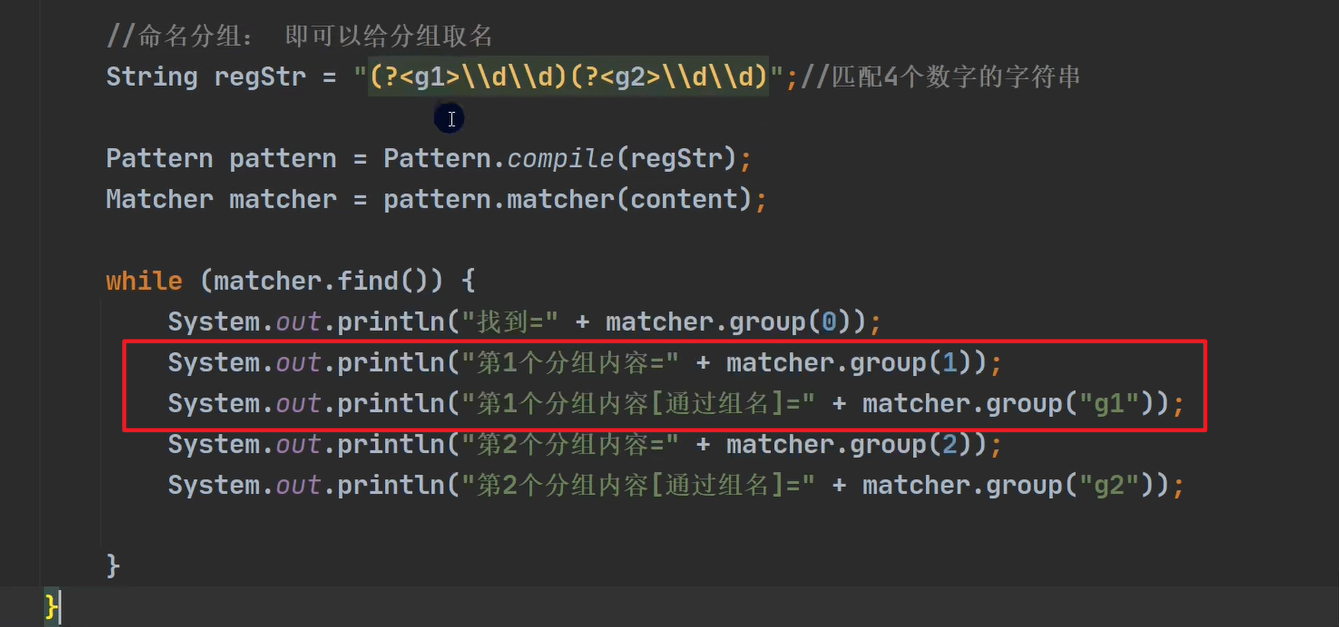 //命名分组： 即可以给分组取名
String regStr = "(?<g1>\\d\\d)(?<g2>\\d\\d)";//匹配4个数字的字符串
Pattern pattern = Pattern.compile(regStr);
Matcher matcher = pattern.matcher(content);
while (matcher.find()) {
System.out.println("找到=" + matcher.group(0));
System.out.println("第1个分组内容=" + matcher.group(1));
System.out.println("第1个分组内容[通过组名]=" + matcher.group("g1"));
System.out.println("第2个分组内容=" + matcher.group(2));
System.out.println("第2个分组内容[通过组名]=" + matcher.group("g2"));
}
}